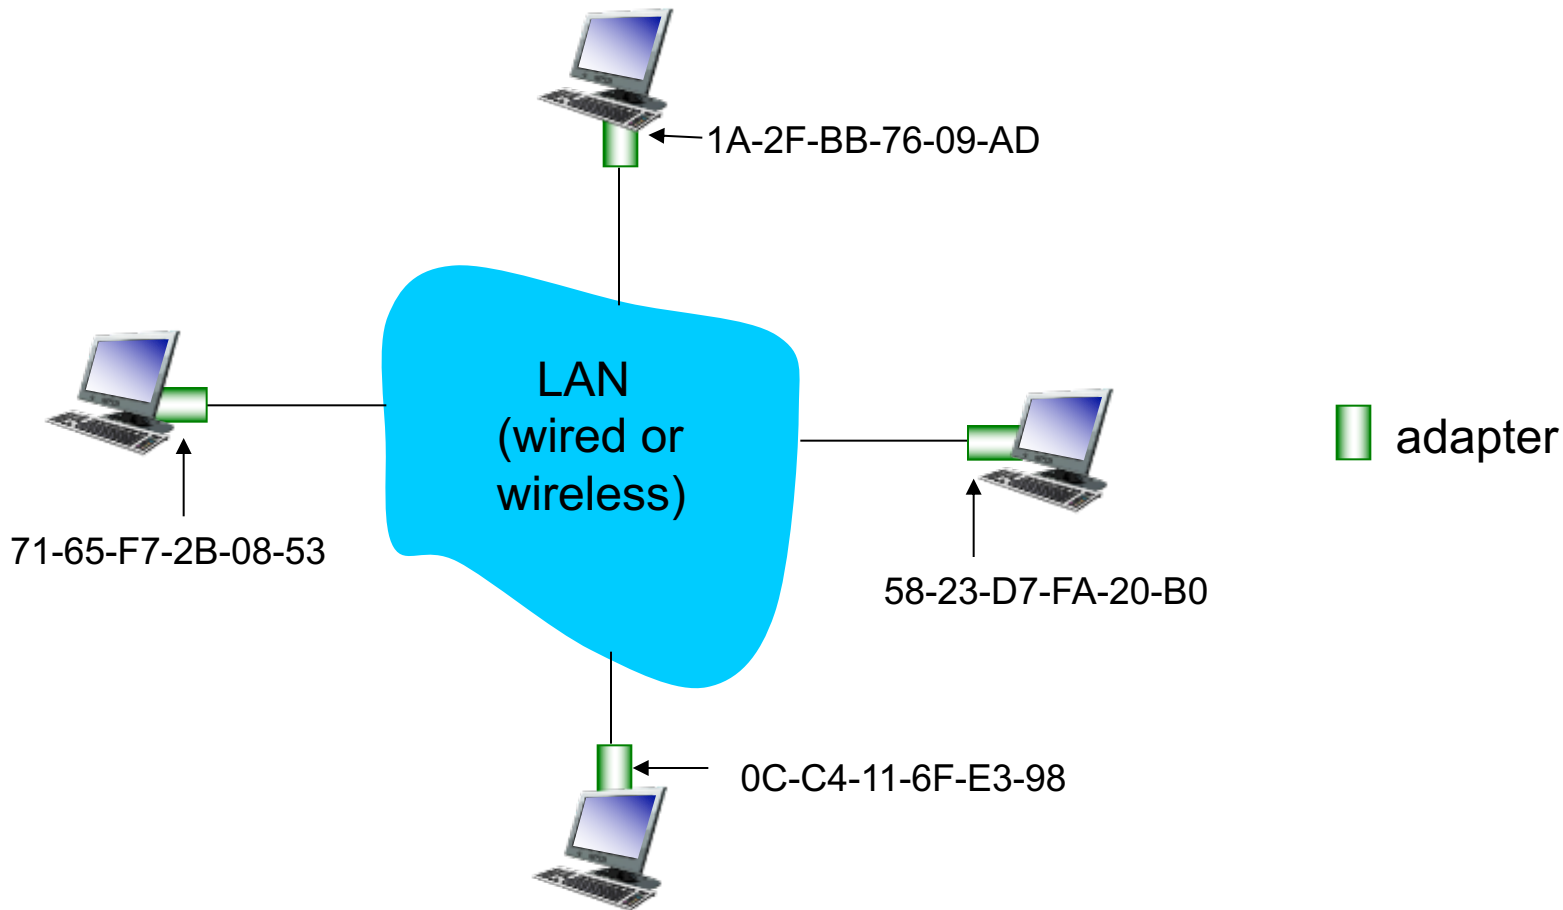 1A-2F-BB-76-09-AD
LAN
(wired or
wireless)
adapter
71-65-F7-2B-08-53
58-23-D7-FA-20-B0
0C-C4-11-6F-E3-98